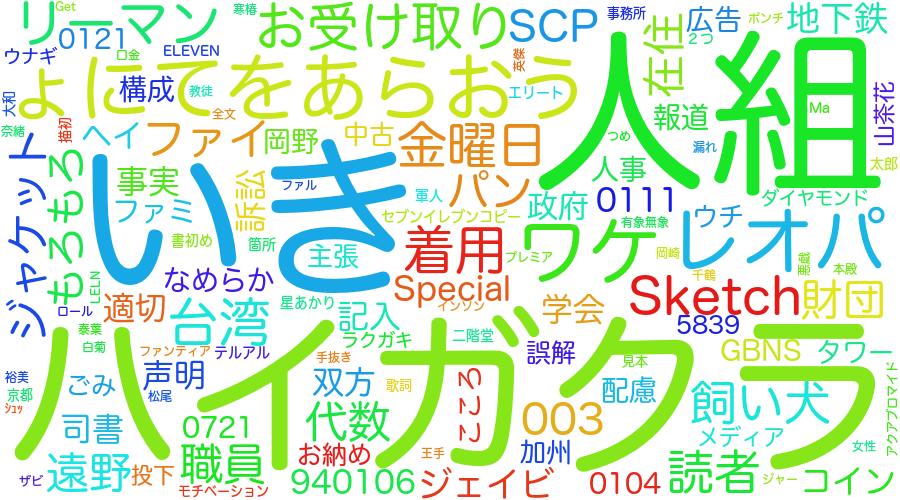 Get
寒椿
リーマン
お受け取り
SCP
事務所
広告
ポンチ
地下鉄
0121
ELEVEN
英検
2つ
在住
人組
ウナギ
口金
教徒
構成
ょにてをあらおう
エリート
Ma
大和
全文
奈緒
描初
ヘイ
ファイ
岡野
中古
金曜日
報道
つめ
漏れ
山茶花
太郎
ジャケット
もろもろ
いき
事実
ファミ
訴訟
ファル
軍人
パン
政府
人事
0111
ダイヤモンド
セブンイレブンコピー
有象無象
ウチ
レオパ
書初め
箇所
主張
着用
プレミア
ワケ
岡崎
千鶴
悪戯
本殿
LELN
なめらか
星あかり
Special
インソン
Sketch
財団
ロール
適切
台湾
記入
学会
5839
泰葉
白菊
ファンティア
テルアル
ラクガキ
二階堂
誤解
GBNS
タワー
ハイガクラ
裕美
京都
ごみ
松尾
声明
手抜き
双方
歌詞
こころ
見本
配慮
飼い犬
アクアブロマイド
ｼｭｯ
司書
0721
代数
003
メディア
女性
ザビ
遠野
投下
職員
お納め
王手
加州
読者
モチベーション
940106
ジェイビ
0104
ジャー
コイン